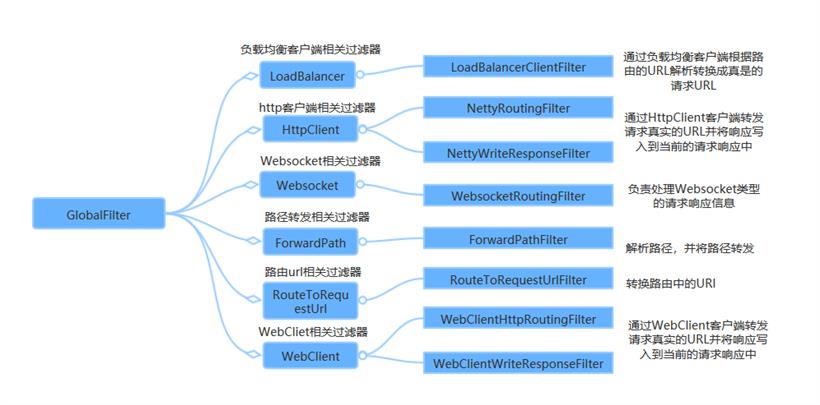 负载均衡客户端相关过滤器
LoadBalancer
LoadBalancerClientFilter
通过负载均衡客户端根据路
由的URL解析转换成真是的
请求URL
http客户端相关过滤器
HttpClient
NettyRoutingFilter
NettyWriteResponseFilter
通过HttpClient客户端转发
请求真实的URL并将响应写
入到当前的请求响应中
Websocket相关过滤器
Websocket
WebsocketRoutingFilter
负责处理Websocket类型
的请求响应信息
GlobalFilter
路径转发相关过滤器
ForwardPath
ForwardPathFilter
解析路径，并将路径转发
路由url相关过滤器
RouteToRequ
estUrl
RouteToRequestUrlFilter
转换路由中的URI
WebCliet相关过滤器
WebClient
WebClientHttpRoutingFilter
WebClientWriteResponseFilter
通过WebClient客户端转发
请求真实的URL并将响应写
入到当前的请求响应中